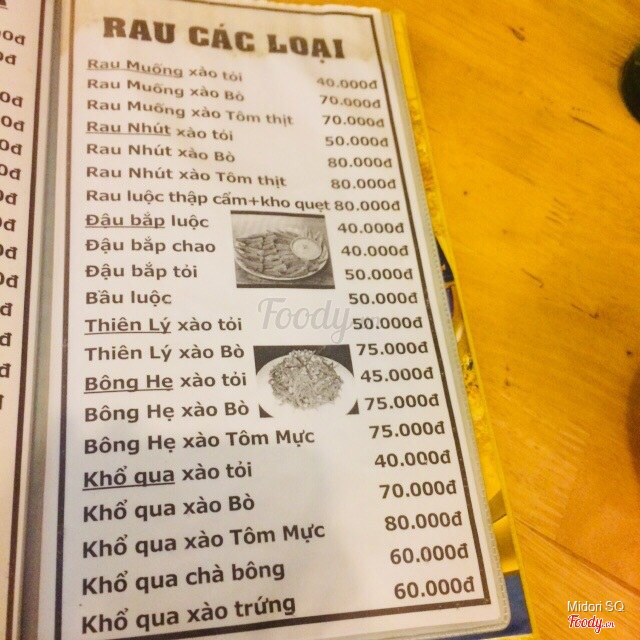 RAU CÁC LOẠI
Rau Muống xào tỏi 40.000đ
Rau Muống xào Bò 70.000đ
Rau Muống xào Tôm thịt 70.000đ
Rau Nhút xào tỏi 50.000đ
Rau Nhút xào Bò 80.000đ
Rau Nhút xào Tôm thịt 80.000đ
Rau luộc thập cẩm+kho quẹt 80.000đ
Đậu bắp luộc 40.000đ
Đậu bắp chao 40.000đ
Đậu bắp tỏi 50.000đ
Bầu luộc 50.000đ
Thiên Lý xào tỏi 50.000đ
Thiên Lý xào Bò 75.000đ
Bông Hẹ xào tỏi 45.000đ
Bông Hẹ xào Bò 75.000đ
Bông Hẹ xào Tôm Mực 75.000đ
Khổ qua xào tỏi 40.000đ
Khổ qua xào Bò 70.000đ
Khổ qua xào Tôm Mực 80.000đ
Khổ qua chà bông 60.000đ
Khổ qua xào trứng 60.000đ
Foody.vn
Midori SQ
Foody.vn